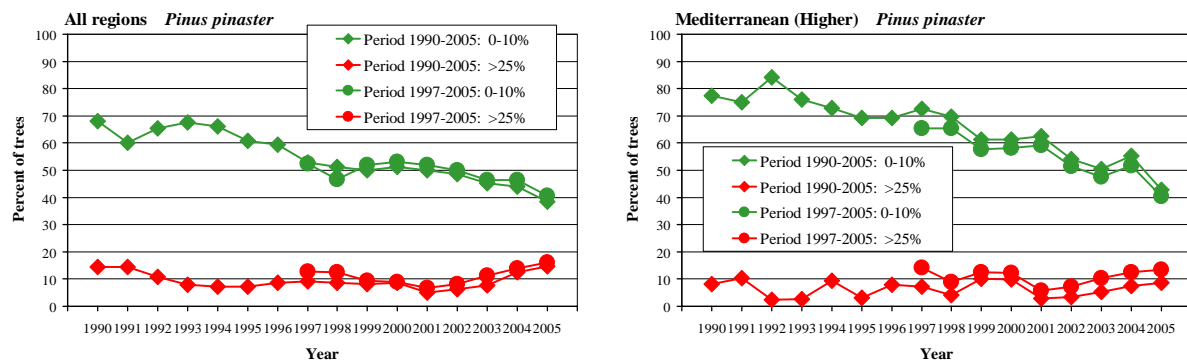 All regions Pinus pinaster
100
90
80
70
60
50
40
30
20
10
0
Percent of trees
Period 1990-2005: 0-10%
Period 1990-2005: >25%
Period 1997-2005: 0-10%
Period 1997-2005: >25%
1990 1991 1992 1993 1994 1995 1996 1997 1998 1999 2000 2001 2002 2003 2004 2005
Year
Mediterranean (Higher) Pinus pinaster
100
90
80
70
60
50
40
30
20
10
0
Percent of trees
Period 1990-2005: 0-10%
Period 1990-2005: >25%
Period 1997-2005: 0-10%
Period 1997-2005: >25%
1990 1991 1992 1993 1994 1995 1996 1997 1998 1999 2000 2001 2002 2003 2004 2005
Year